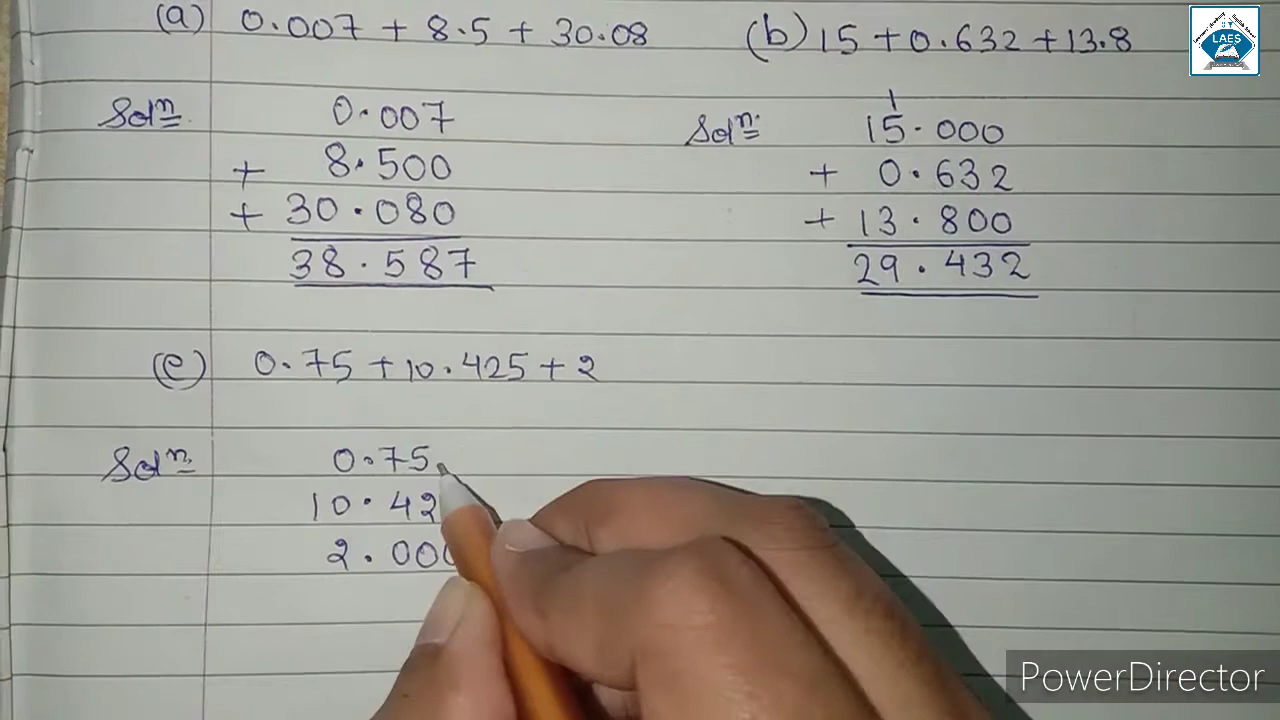 (a) 0.007 + 8.5 + 30.08
(b) 15 + 0.632 + 13.8
LAES
Solⁿ.
0.007
+ 8.500
+ 30.080
38.587
Solⁿ.
1
15.000
+ 0.632
+ 13.800
29.432
(e) 0.75 + 10.425 + 2
Solⁿ.
0.75
10.42
2.000
PowerDirector